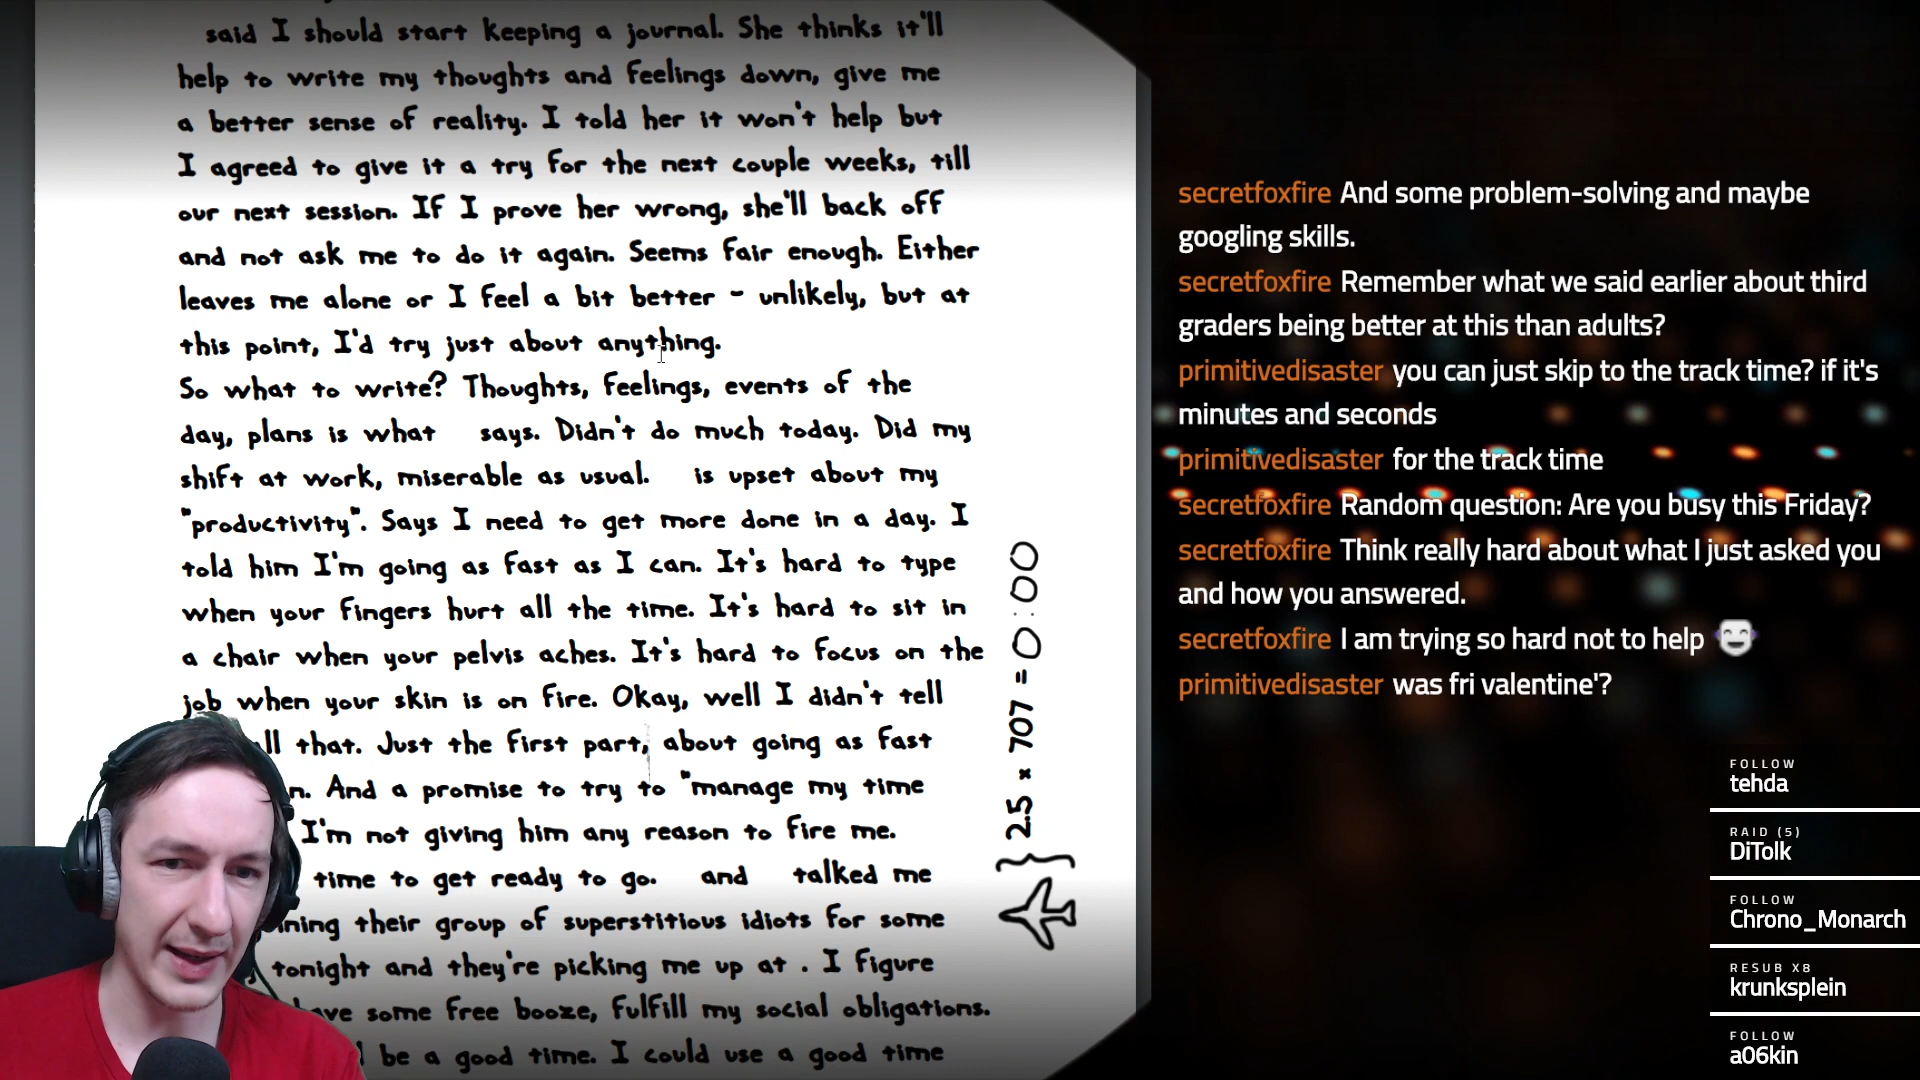 said I should start keeping a journal. She thinks it'll
help to write my thoughts and feelings down, give me
a better sense of reality. I told her it won't help but
I agreed to give it a try for the next couple weeks, till
our next session. If I prove her wrong, she'll back off
and not ask me to do it again. Seems fair enough. Either
leaves me alone or I feel a bit better - unlikely, but at
this point, I'd try just about anything.
So what to write? Thoughts, feelings, events of the
day, plans is what says. Didn't do much today. Did my
shift at work, miserable as usual. is upset about my
"productivity". Says I need to get more done in a day. I
told him I'm going as fast as I can. It's hard to type
when your fingers hurt all the time. It's hard to sit in
a chair when your pelvis aches. It's hard to focus on the
job when your skin is on fire. Okay, well I didn't tell
all that. Just the first part, about going as fast
And a promise to try to "manage my time
I'm not giving him any reason to fire me.
time to get ready to go. and talked me
their group of superstitious idiots for some
tonight and they're picking me up at . I figure
some free booze, fulfill my social obligations.
be a good time. I could use a good time
} 2.5 x 707 = 0:00
secretfoxfire And some problem-solving and maybe
googling skills.
secretfoxfire Remember what we said earlier about third
graders being better at this than adults?
primitivedisaster you can just skip to the track time? if it's
minutes and seconds
primitivedisaster for the track time
secretfoxfire Random question: Are you busy this Friday?
secretfoxfire Think really hard about what I just asked you
and how you answered.
secretfoxfire I am trying so hard not to help
primitivedisaster was fri valentine'?
FOLLOW
tehda
RAID (5)
DiTolk
FOLLOW
Chrono_Monarch
RESUB X8
krunksplein
FOLLOW
a06kin